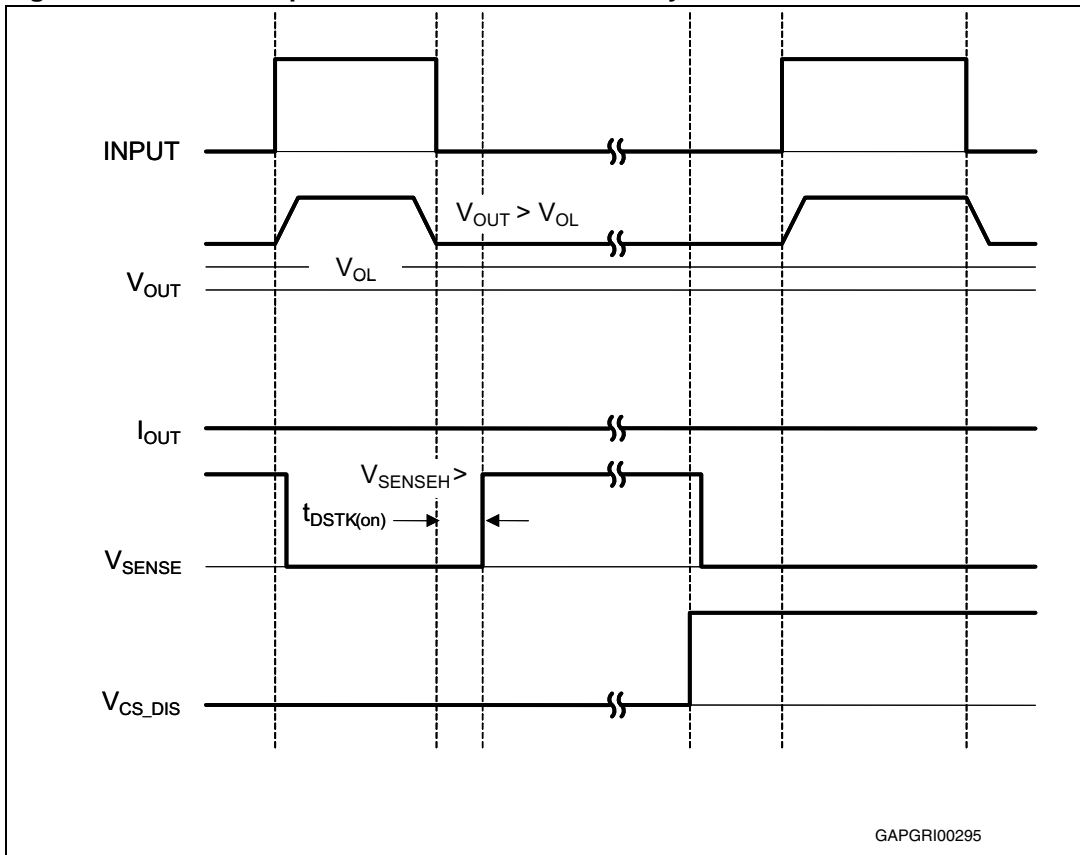 INPUT
V_OUT > V_OL
V_OL
V_OUT
I_OUT
V_SENSEH >
t_DSTK(on)
V_SENSE
V_CS_DIS
GAPGRI00295